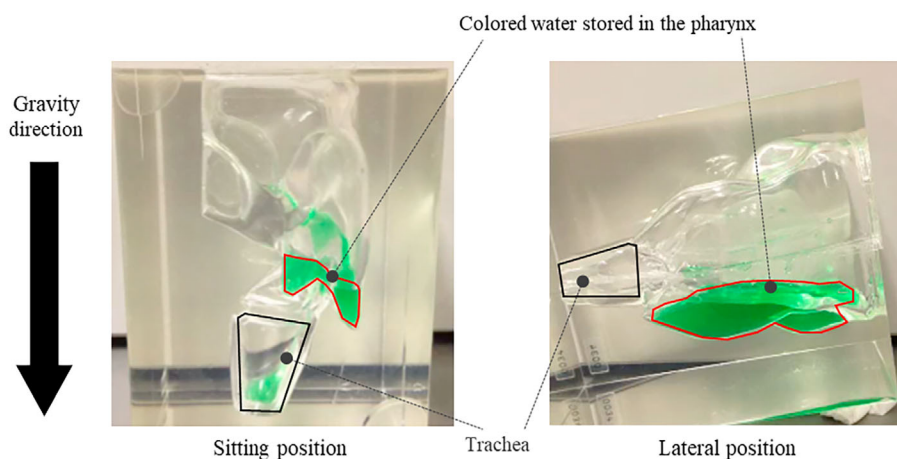 Colored water stored in the pharynx
Gravity
direction
Sitting position
Trachea
Lateral position